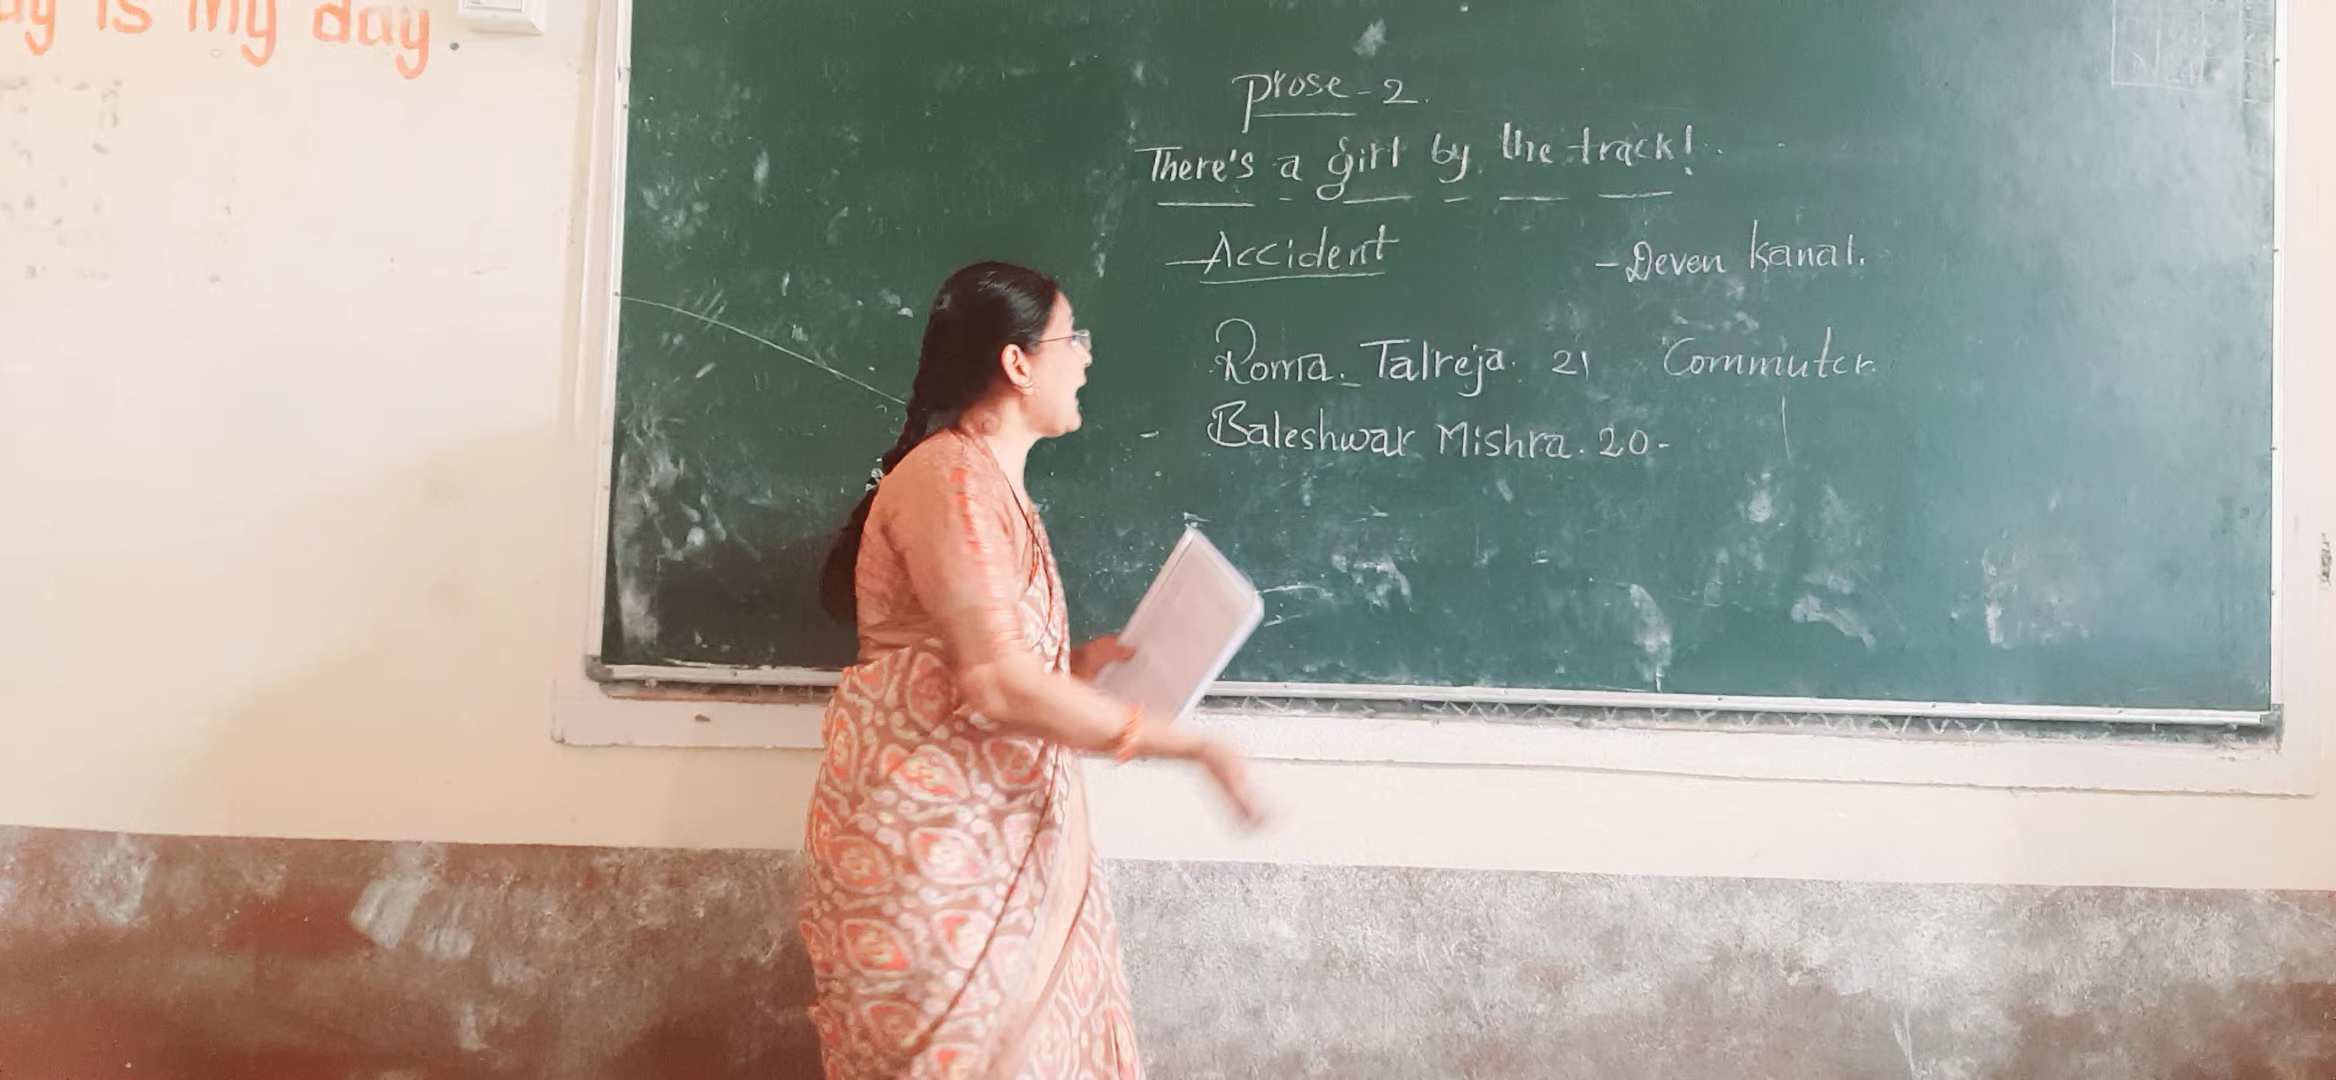 is my day.
Prose - 2.
There's a girl by the track!
- Accident - Deven Kanal.
Roma. Talreja. 21 Commuter.
- Baleshwar Mishra. 20 -